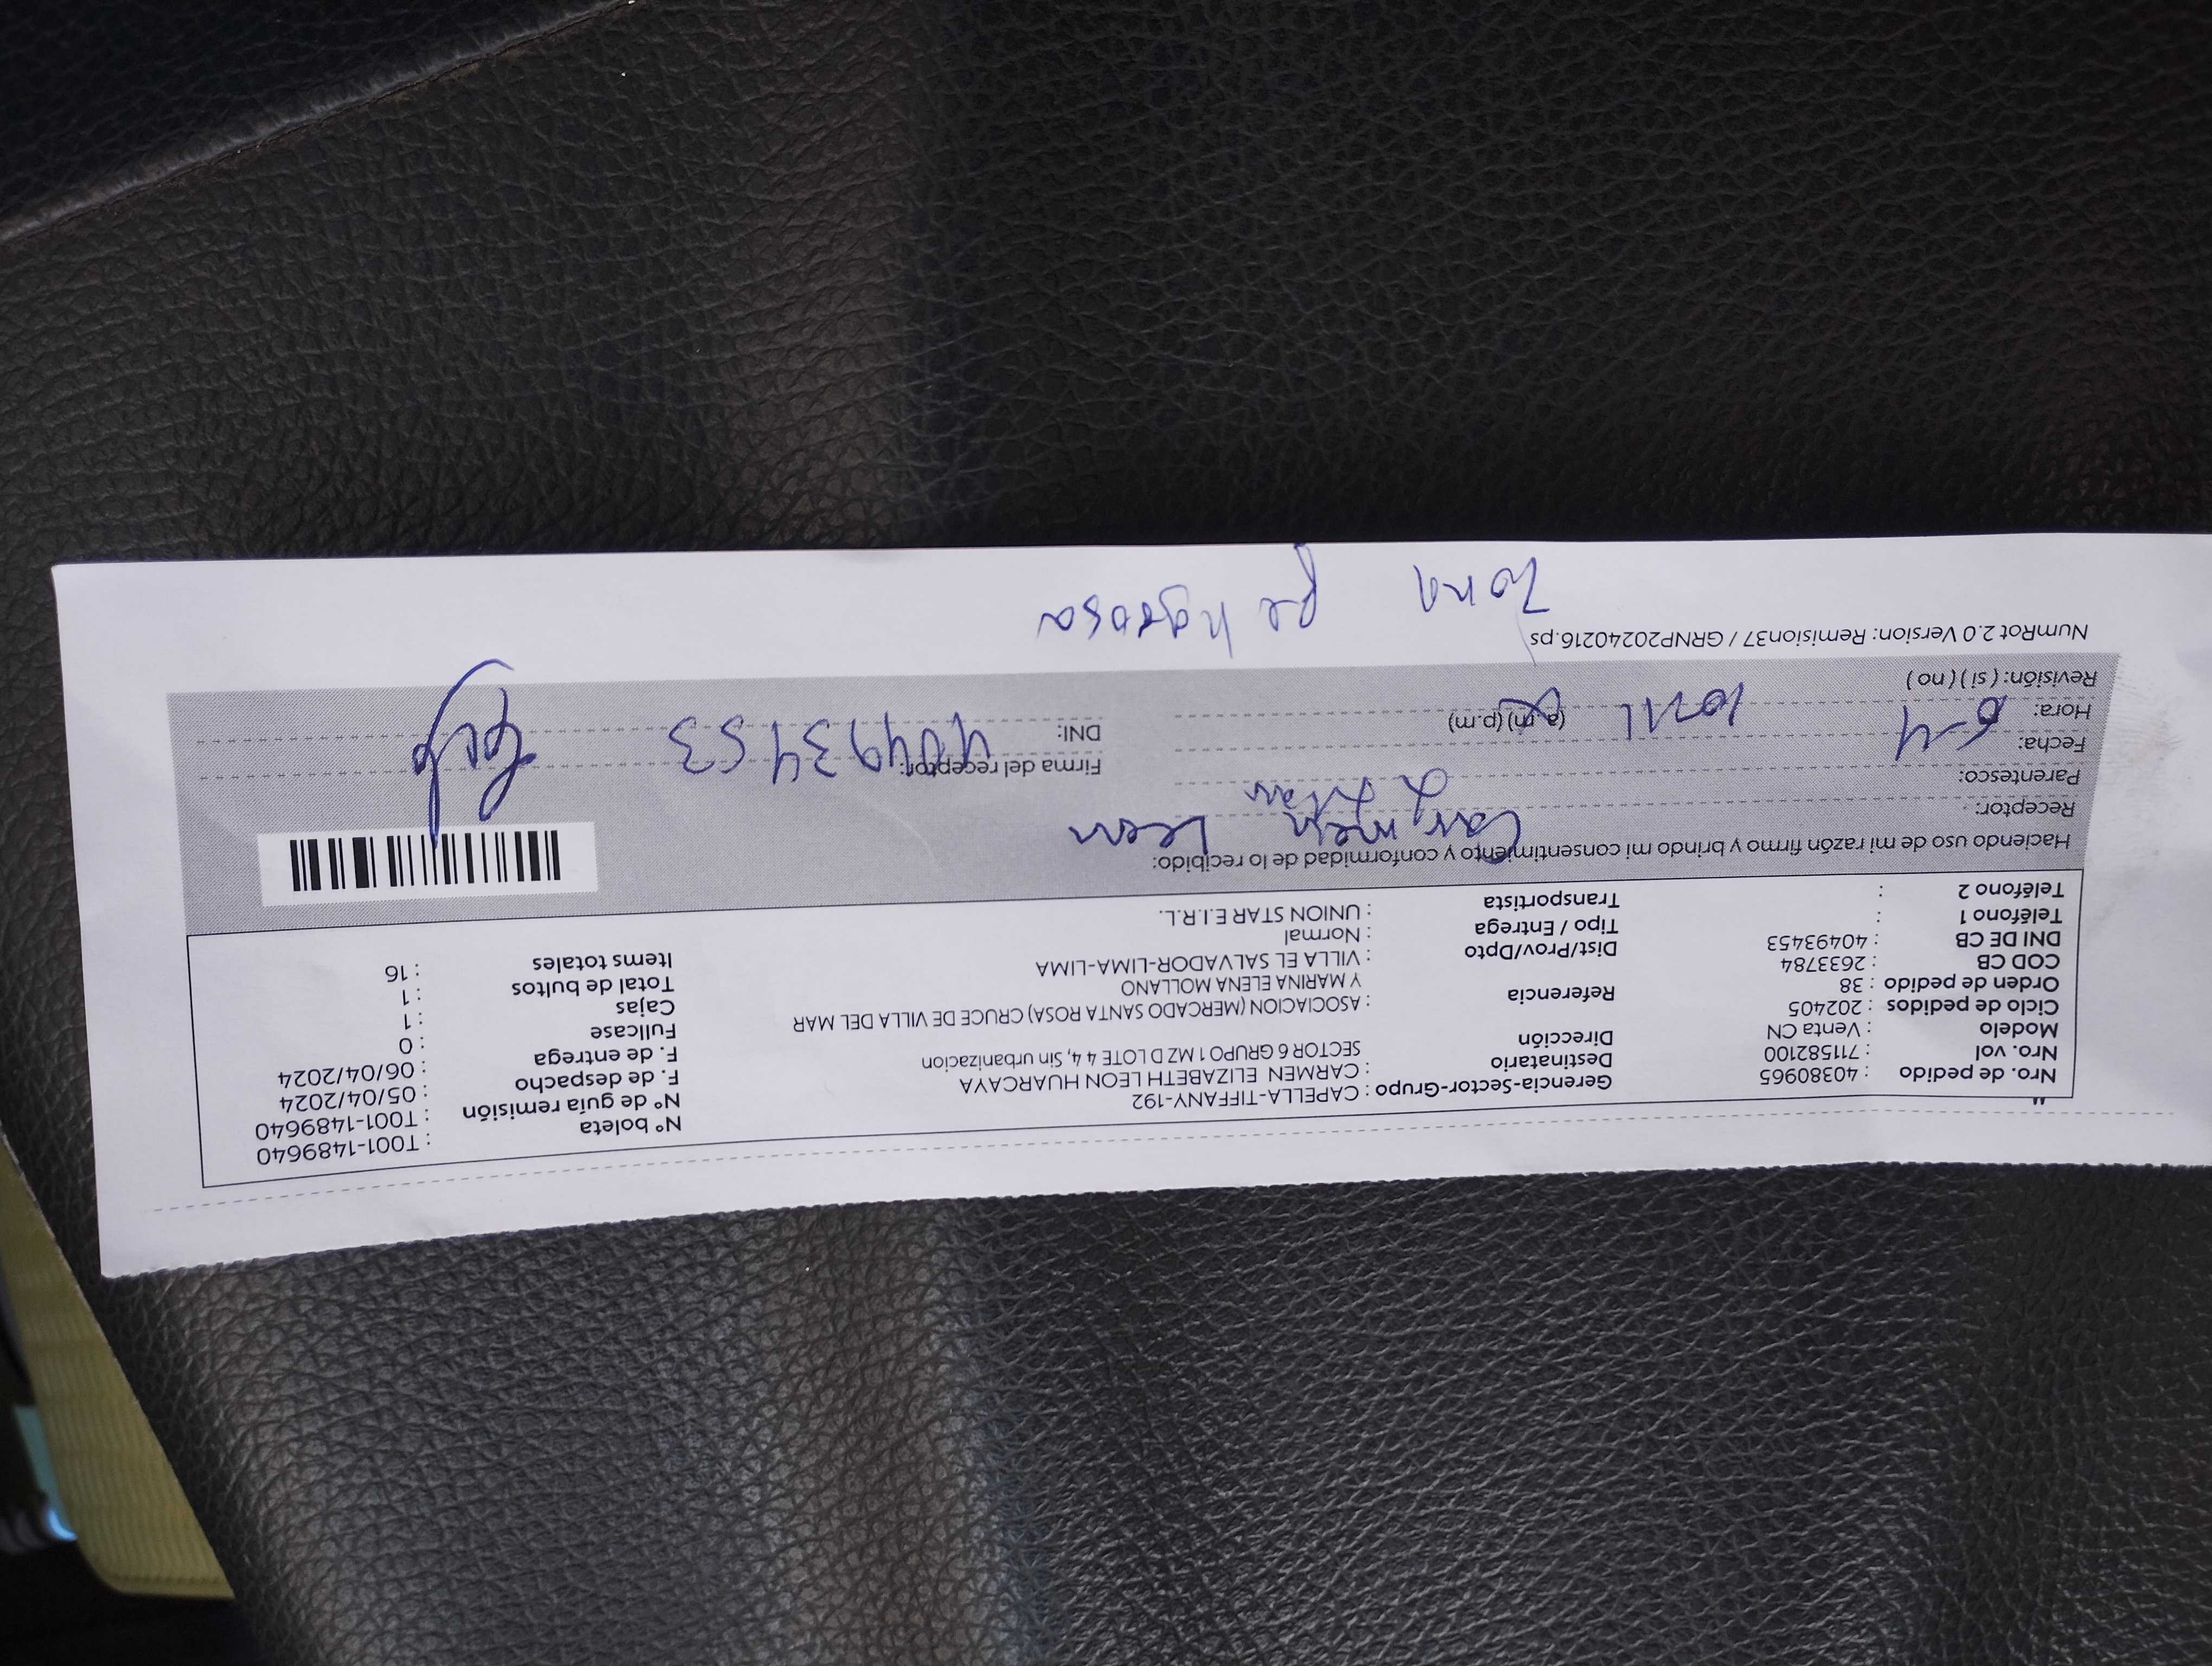 "
Nro. de pedido : 40380965
Nro. vol : 711582100
Modelo : Venta CN
Ciclo de pedidos : 202405
Orden de pedido : 38
COD CB : 2633784
DNI DE CB : 40493453
Teléfono 1 :
Teléfono 2 :
Gerencia-Sector-Grupo : CAPELLA-TIFFANY-192
Destinatario : CARMEN ELIZABETH LEON HUARCAYA
Dirección SECTOR 6 GRUPO 1 MZ D LOTE 4 4, Sin urbanizacion
Referencia : ASOCIACION (MERCADO SANTA ROSA) CRUCE DE VILLA DEL MAR
Y MARINA ELENA MOLLANO
Dist/Prov/Dpto : VILLA EL SALVADOR-LIMA-LIMA
Tipo / Entrega : Normal
Transportista : UNION STAR E.I.R.L.
N° boleta : T001-1489640
N° de guía remisión : T001-1489640
F. de despacho : 05/04/2024
F. de entrega : 06/04/2024
Fullcase : 0
Cajas : 1
Total de bultos : 1
Items totales : 16
Haciendo uso de mi razón firmo y brindo mi consentimiento y conformidad de lo recibido:
Receptor: Carmen Leon
Parentesco:
Fecha: 6-4
Hora: 10:11 (a.m) (p.m)
Revisión: (si) (no)
Firma del receptor:
DNI: 40493453
NumRot 2.0 Version: Remision37 / GRNP20240216.ps
Zona peligrosa